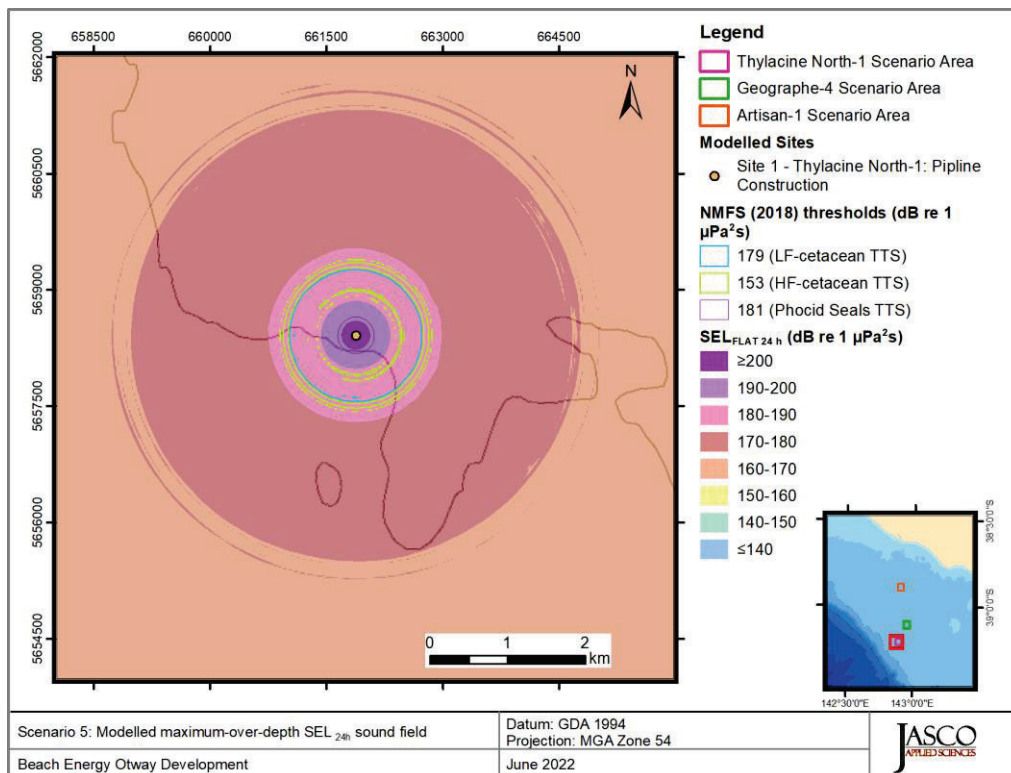 658500 660000 661500 663000 664500
5662000
5660500
5659000
5657500
5656000
5654500
N
0 1 2
km
Legend
Thylacine North-1 Scenario Area
Geographe-4 Scenario Area
Artisan-1 Scenario Area
Modelled Sites
Site 1 - Thylacine North-1: Pipline
Construction
NMFS (2018) thresholds (dB re 1
µPa²s)
179 (LF-cetacean TTS)
153 (HF-cetacean TTS)
181 (Phocid Seals TTS)
SEL FLAT 24 h (dB re 1 µPa²s)
≥200
190-200
180-190
170-180
160-170
150-160
140-150
≤140
38°30'0"S
39°0'0"S
142°30'0"E 143°0'0"E
Scenario 5: Modelled maximum-over-depth SEL 24h sound field
Beach Energy Otway Development
Datum: GDA 1994
Projection: MGA Zone 54
June 2022
JASCO
APPLIED SCIENCES